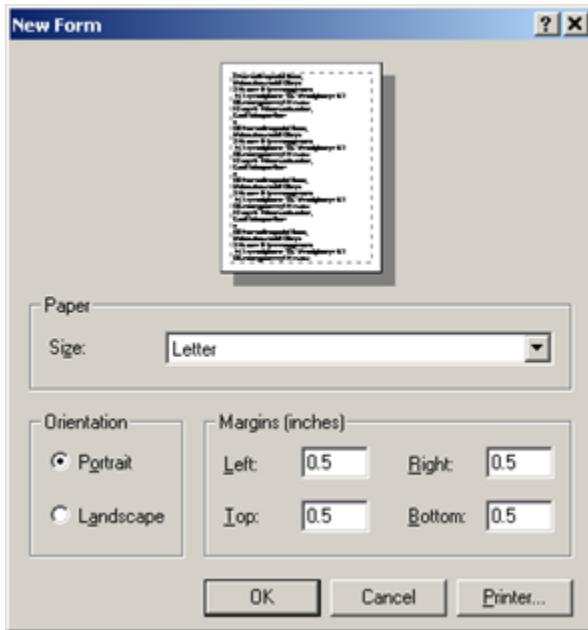 New Form
Paper
Size: Letter
Orientation
Portrait
Landscape
Margins (inches)
Left: 0.5 Right: 0.5
Top: 0.5 Bottom: 0.5
OK Cancel Printer...